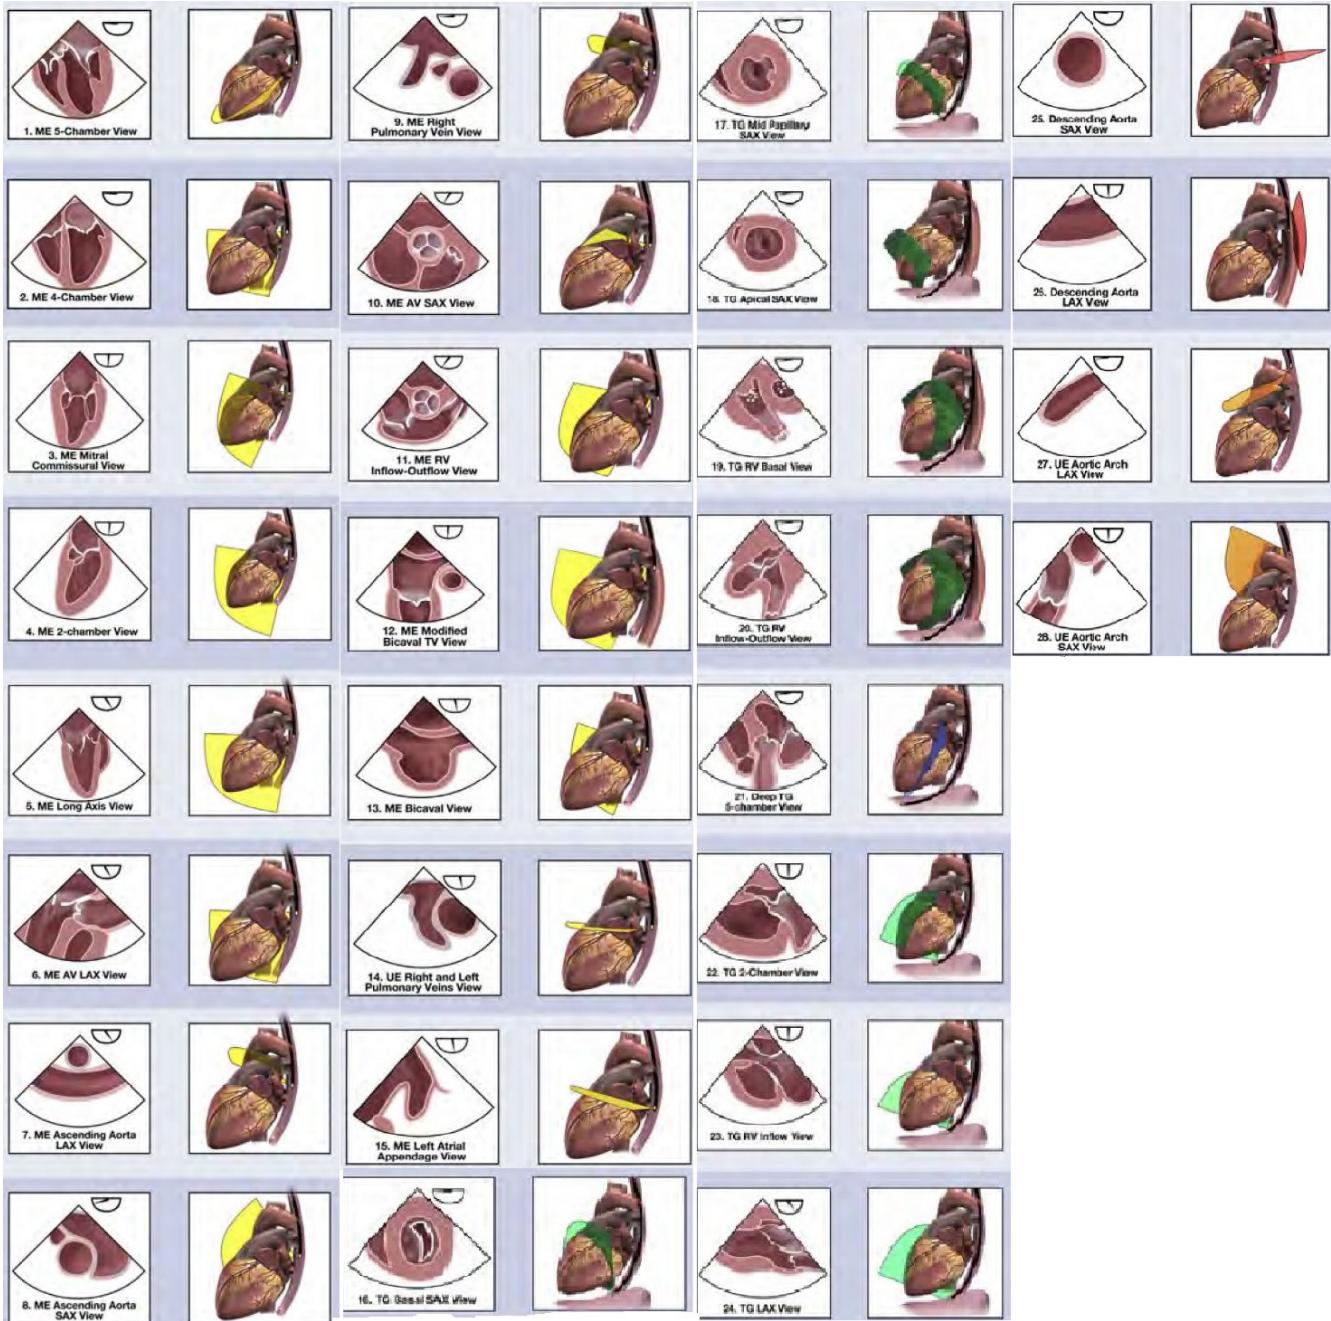 1. ME 5-Chamber View
2. ME 4-Chamber View
3. ME Mitral
Commissural View
4. ME 2-chamber View
5. ME Long Axis View
6. ME AV LAX View
7. ME Ascending Aorta
LAX View
8. ME Ascending Aorta
SAX View
9. ME Right
Pulmonary Vein View
10. ME AV SAX View
11. ME RV
Inflow-Outflow View
12. ME Modified
Bicaval TV View
13. ME Bicaval View
14. UE Right and Left
Pulmonary Veins View
15. ME Left Atrial
Appendage View
16. TG Basal SAX View
17. TG Mid Papillary
SAX View
18. TG Apical SAX View
19. TG RV Basal View
20. TG RV
Inflow-Outflow View
21. Deep TG
5-chamber View
22. TG 2-Chamber View
23. TG RV Inflow View
24. TG LAX View
25. Descending Aorta
SAX View
26. Descending Aorta
LAX View
27. UE Aortic Arch
LAX View
28. UE Aortic Arch
SAX View